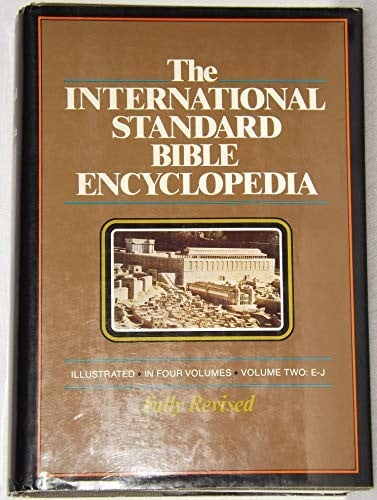 The
INTERNATIONAL
STANDARD
BIBLE
ENCYCLOPEDIA
ILLUSTRATED • IN FOUR VOLUMES • VOLUME TWO: E-J
Fully Revised